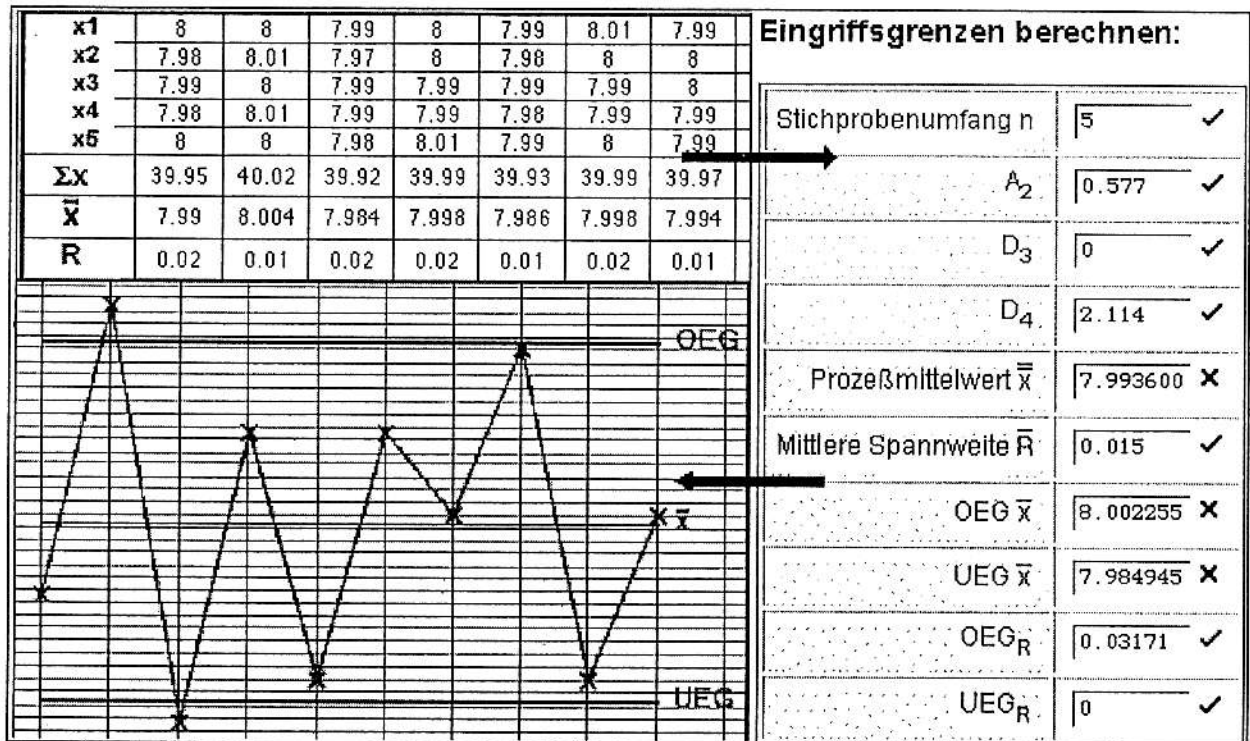 x1 8 8 7.99 8 7.99 8.01 7.99
x2 7.98 8.01 7.97 8 7.98 8 8
x3 7.99 8 7.99 7.99 7.99 7.99 8
x4 7.98 8.01 7.99 7.99 7.98 7.99 7.99
x5 8 8 7.98 8.01 7.99 8 7.99
Σx 39.95 40.02 39.92 39.99 39.93 39.99 39.97
x̿ 7.99 8.004 7.984 7.998 7.986 7.998 7.994
R 0.02 0.01 0.02 0.02 0.01 0.02 0.01
OEG
x̄
UEG
Eingriffsgrenzen berechnen:
Stichprobenumfang n 5 ✓
A2 0.577 ✓
D3 0 ✓
D4 2.114 ✓
Prozeßmittelwert x̿ 7.993600 ✕
Mittlere Spannweite R̄ 0.015 ✓
OEG x̄ 8.002255 ✕
UEG x̄ 7.984945 ✕
OEGR 0.03171 ✓
UEGR 0 ✓